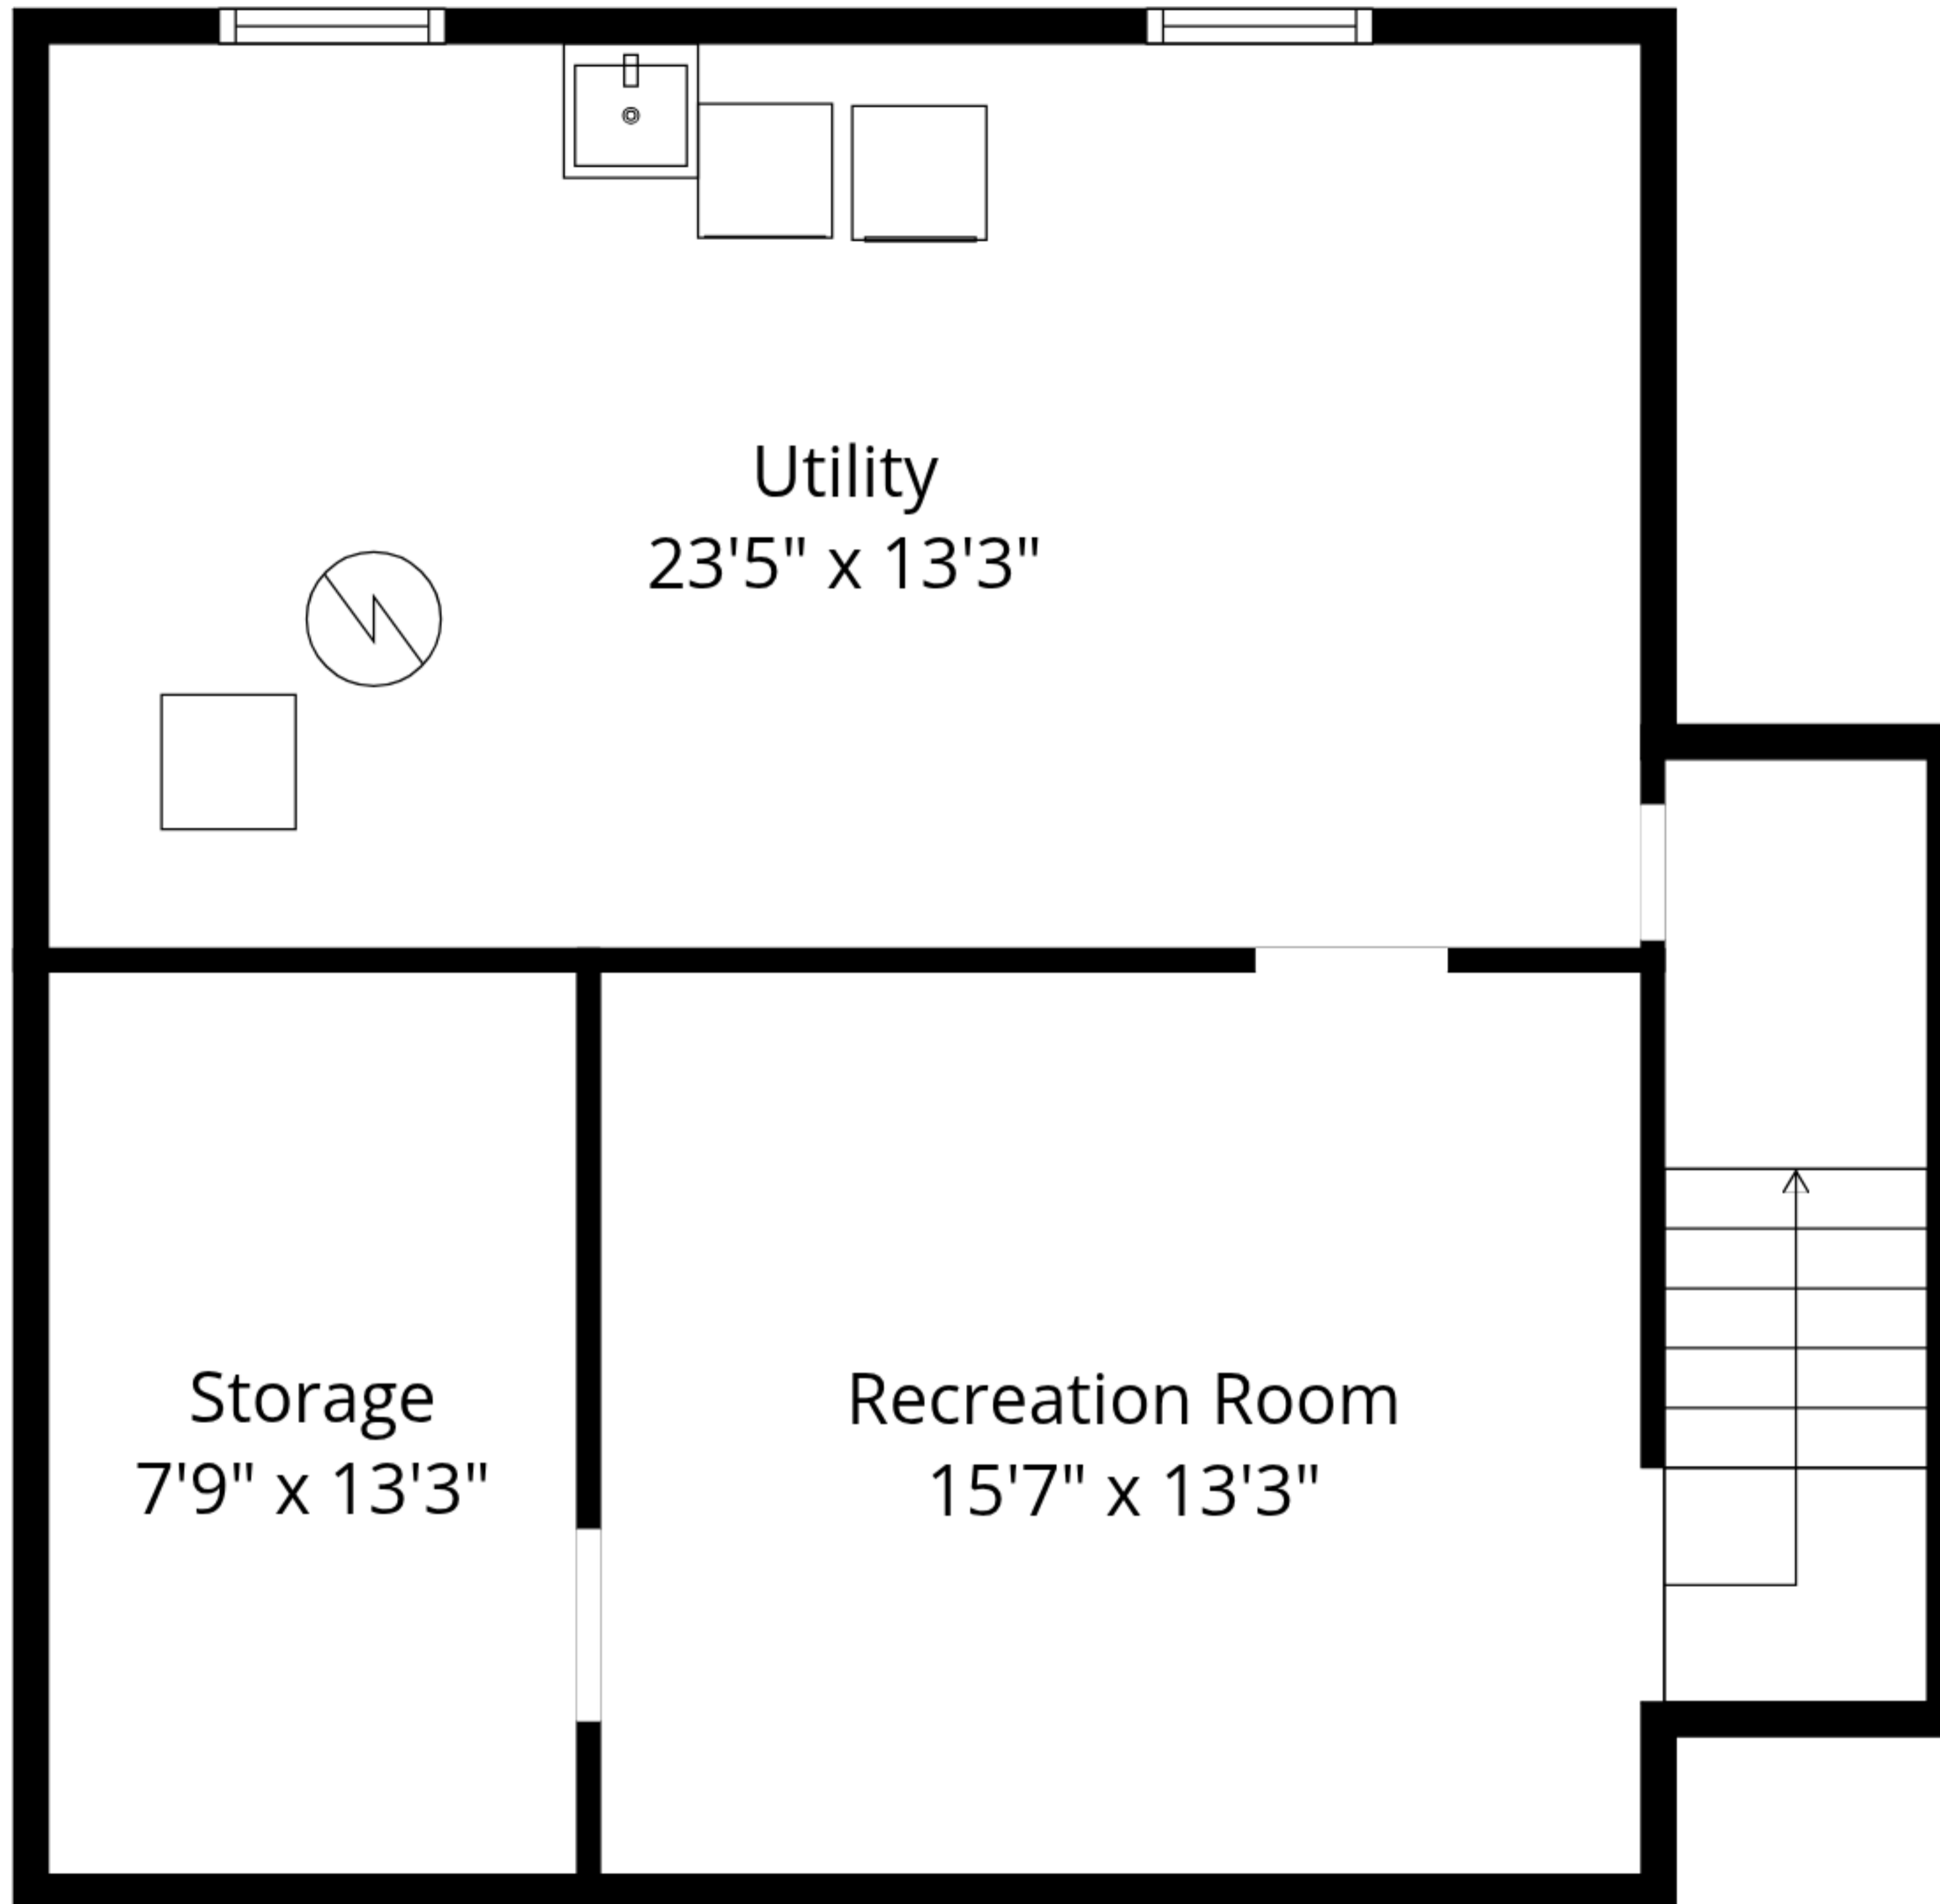 Utility
23'5" x 13'3"
Storage
7'9" x 13'3"
Recreation Room
15'7" x 13'3"